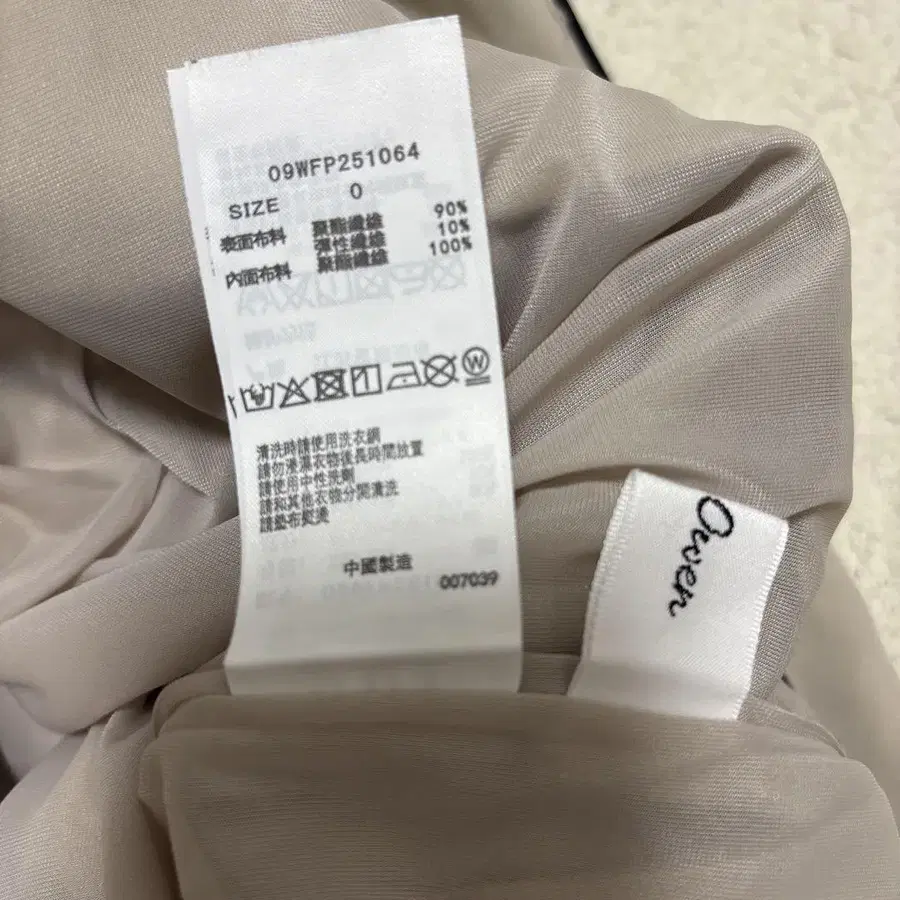 09WFP251064
SIZE 0
表面布料 聚酯纖維 90%
彈性纖維 10%
內面布料 聚酯纖維 100%
W
清洗時請使用洗衣網
請勿浸濕衣物後長時間放置
請使用中性洗劑
請和其他衣物分開清洗
請墊布熨燙
中國製造
007039